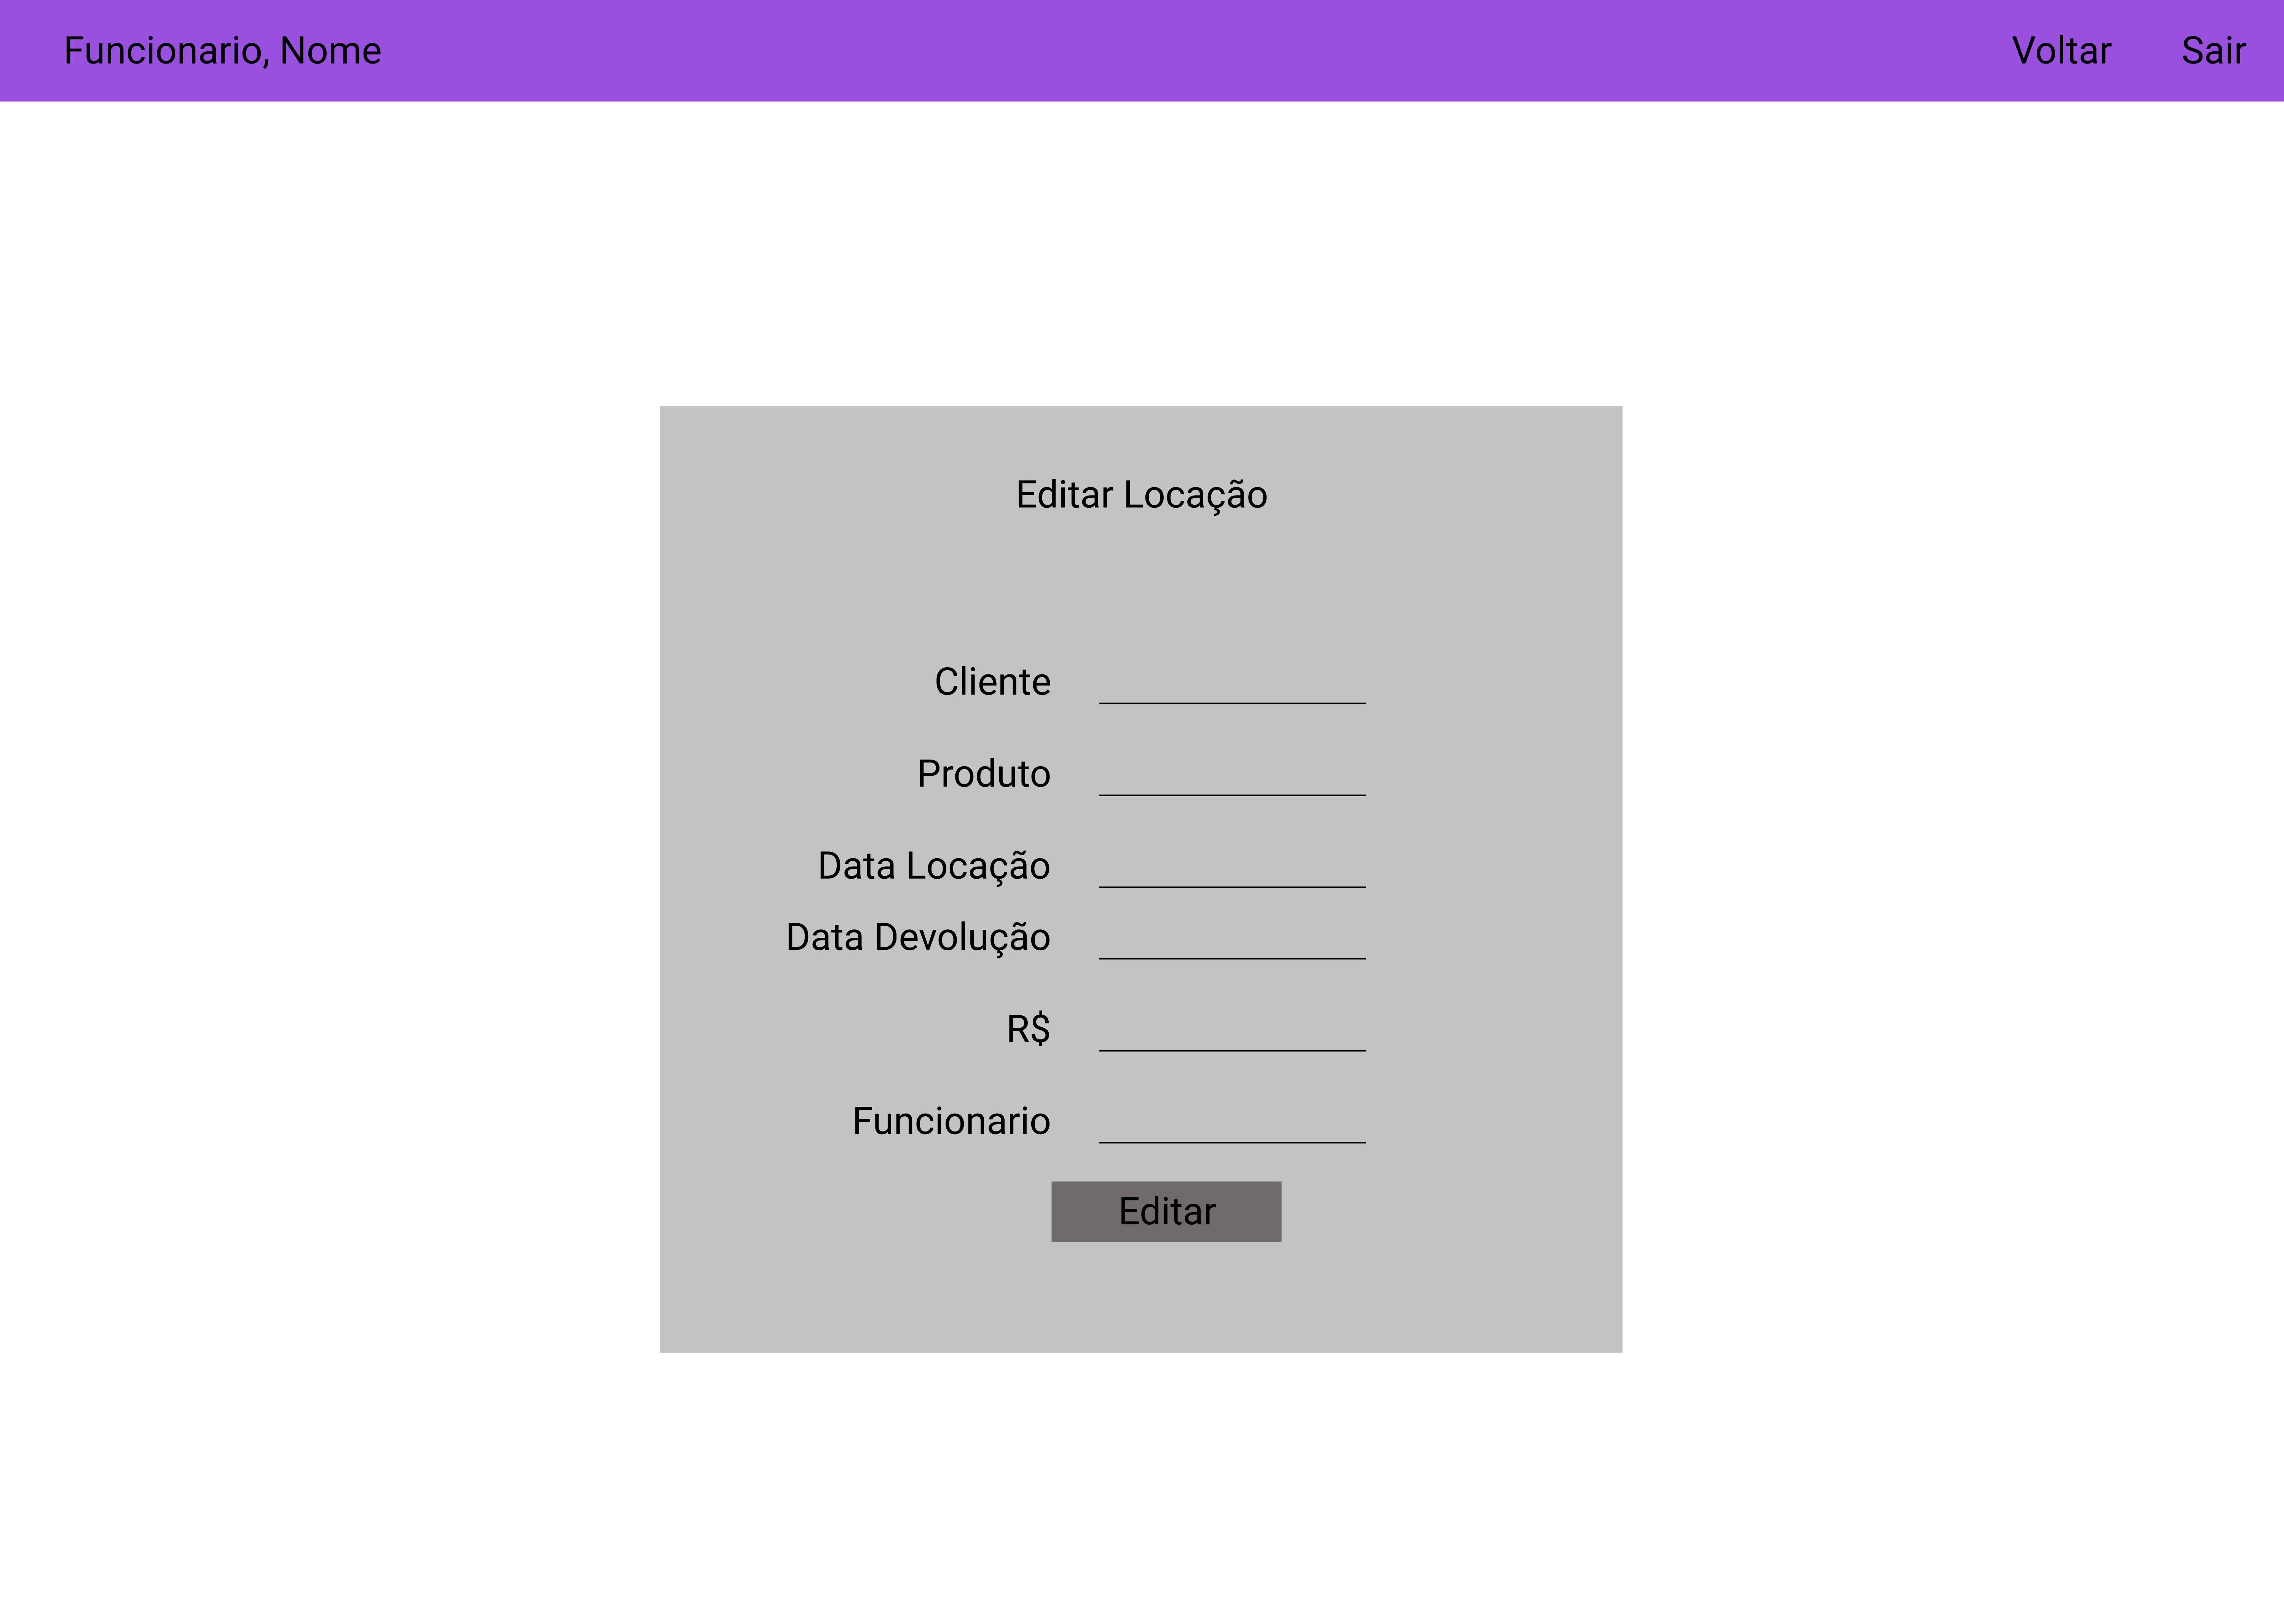 Funcionario, Nome
Voltar
Sair
Editar Locação
Cliente
Produto
Data Locação
Data Devolução
R$
Funcionario
Editar